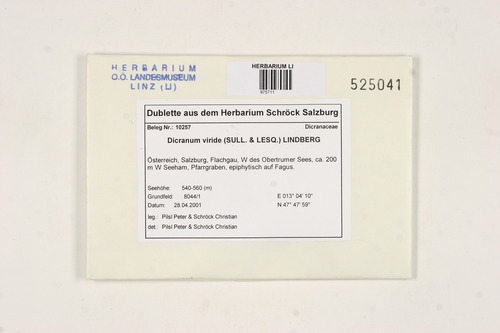 HERBARIUM
O.Ö. LANDESMUSEUM
LINZ (LI)
HERBARIUM LI
975711
525041
Dublette aus dem Herbarium Schröck Salzburg
Beleg Nr.: 10257 Dicranaceae
Dicranum viride (SULL. & LESQ.) LINDBERG
Österreich, Salzburg, Flachgau, W des Obertrumer Sees, ca. 200
m W Seeham, Pfarrgraben, epiphytisch auf Fagus.
Seehöhe: 540-560 (m)
Grundfeld: 8044/1 E 013° 04' 10"
Datum: 28.04.2001 N 47° 47' 59"
leg.: Pilsl Peter & Schröck Christian
det.: Pilsl Peter & Schröck Christian